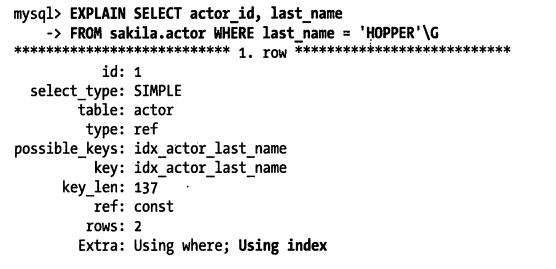 mysql> EXPLAIN SELECT actor_id, last_name
-> FROM sakila.actor WHERE last_name = 'HOPPER'\G
*************************** 1. row ***************************
id: 1
select_type: SIMPLE
table: actor
type: ref
possible_keys: idx_actor_last_name
key: idx_actor_last_name
key_len: 137
ref: const
rows: 2
Extra: Using where; Using index